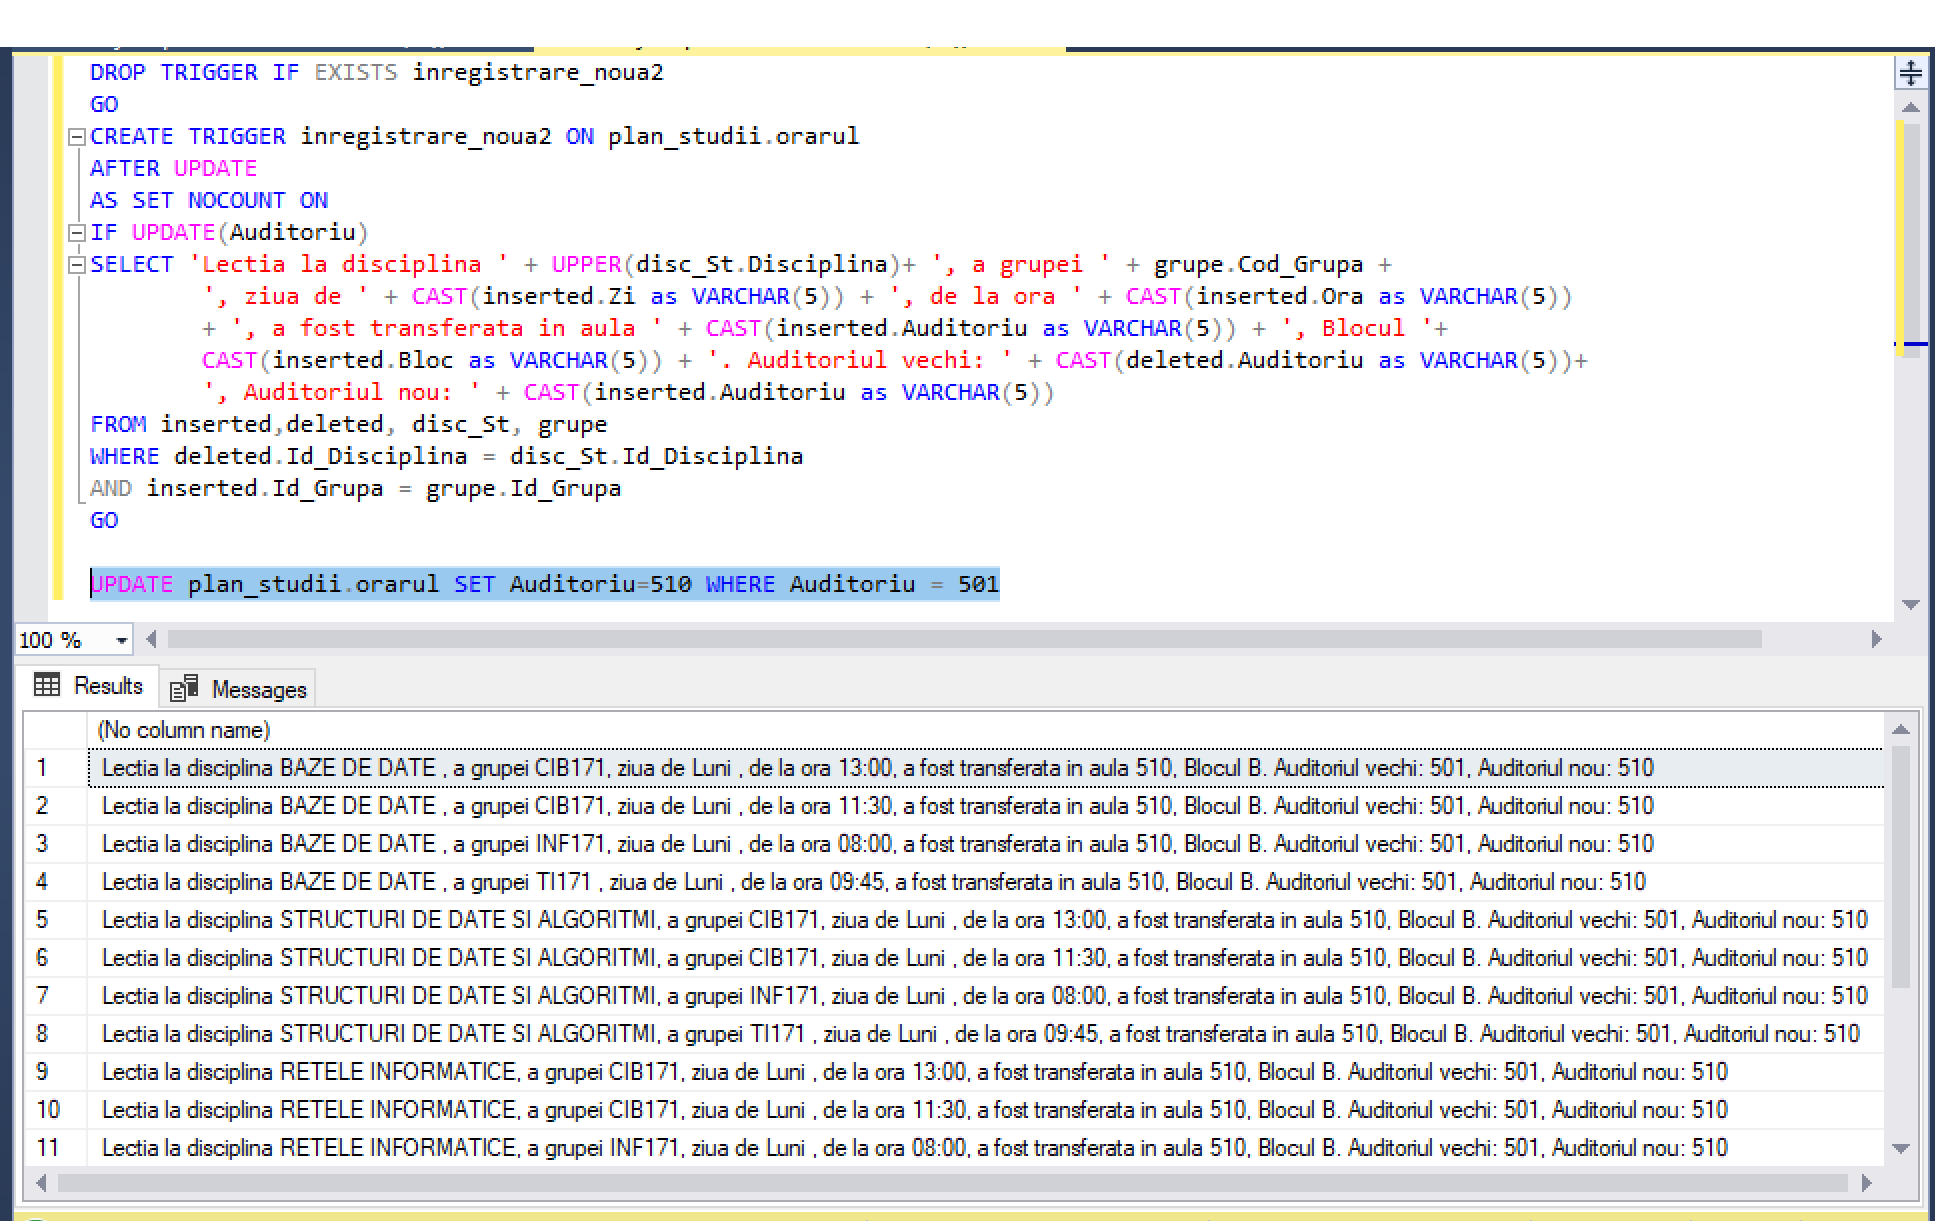 DROP TRIGGER IF EXISTS inregistrare_noua2
GO
CREATE TRIGGER inregistrare_noua2 ON plan_studii.orarul
AFTER UPDATE
AS SET NOCOUNT ON
IF UPDATE(Auditoriu)
SELECT 'Lectia la disciplina ' + UPPER(disc_St.Disciplina)+ ', a grupei ' + grupe.Cod_Grupa +
', ziua de ' + CAST(inserted.Zi as VARCHAR(5)) + ', de la ora ' + CAST(inserted.Ora as VARCHAR(5))
+ ', a fost transferata in aula ' + CAST(inserted.Auditoriu as VARCHAR(5)) + ', Blocul '+
CAST(inserted.Bloc as VARCHAR(5)) + '. Auditoriul vechi: ' + CAST(deleted.Auditoriu as VARCHAR(5))+
', Auditoriul nou: ' + CAST(inserted.Auditoriu as VARCHAR(5))
FROM inserted,deleted, disc_St, grupe
WHERE deleted.Id_Disciplina = disc_St.Id_Disciplina
AND inserted.Id_Grupa = grupe.Id_Grupa
GO
UPDATE plan_studii.orarul SET Auditoriu=510 WHERE Auditoriu = 501
100 %
Results Messages
(No column name)
1 Lectia la disciplina BAZE DE DATE , a grupei CIB171, ziua de Luni , de la ora 13:00, a fost transferata in aula 510, Blocul B. Auditoriul vechi: 501, Auditoriul nou: 510
2 Lectia la disciplina BAZE DE DATE , a grupei CIB171, ziua de Luni , de la ora 11:30, a fost transferata in aula 510, Blocul B. Auditoriul vechi: 501, Auditoriul nou: 510
3 Lectia la disciplina BAZE DE DATE , a grupei INF171, ziua de Luni , de la ora 08:00, a fost transferata in aula 510, Blocul B. Auditoriul vechi: 501, Auditoriul nou: 510
4 Lectia la disciplina BAZE DE DATE , a grupei TI171 , ziua de Luni , de la ora 09:45, a fost transferata in aula 510, Blocul B. Auditoriul vechi: 501, Auditoriul nou: 510
5 Lectia la disciplina STRUCTURI DE DATE SI ALGORITMI, a grupei CIB171, ziua de Luni , de la ora 13:00, a fost transferata in aula 510, Blocul B. Auditoriul vechi: 501, Auditoriul nou: 510
6 Lectia la disciplina STRUCTURI DE DATE SI ALGORITMI, a grupei CIB171, ziua de Luni , de la ora 11:30, a fost transferata in aula 510, Blocul B. Auditoriul vechi: 501, Auditoriul nou: 510
7 Lectia la disciplina STRUCTURI DE DATE SI ALGORITMI, a grupei INF171, ziua de Luni , de la ora 08:00, a fost transferata in aula 510, Blocul B. Auditoriul vechi: 501, Auditoriul nou: 510
8 Lectia la disciplina STRUCTURI DE DATE SI ALGORITMI, a grupei TI171 , ziua de Luni , de la ora 09:45, a fost transferata in aula 510, Blocul B. Auditoriul vechi: 501, Auditoriul nou: 510
9 Lectia la disciplina RETELE INFORMATICE, a grupei CIB171, ziua de Luni , de la ora 13:00, a fost transferata in aula 510, Blocul B. Auditoriul vechi: 501, Auditoriul nou: 510
10 Lectia la disciplina RETELE INFORMATICE, a grupei CIB171, ziua de Luni , de la ora 11:30, a fost transferata in aula 510, Blocul B. Auditoriul vechi: 501, Auditoriul nou: 510
11 Lectia la disciplina RETELE INFORMATICE, a grupei INF171, ziua de Luni , de la ora 08:00, a fost transferata in aula 510, Blocul B. Auditoriul vechi: 501, Auditoriul nou: 510